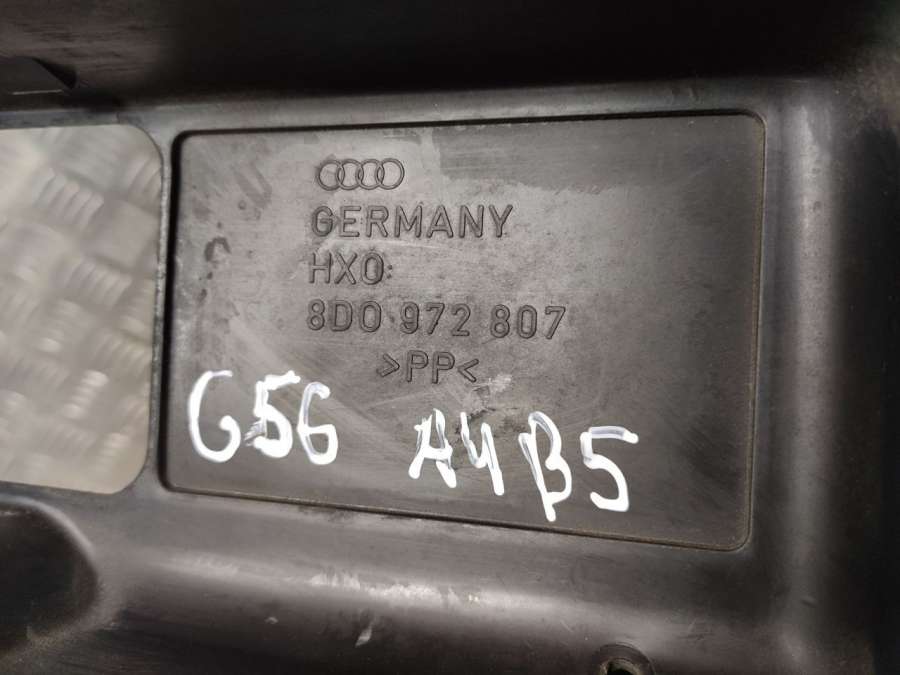 GERMANY
HXO
8D0 972 807
>PP<
G56 A4B5